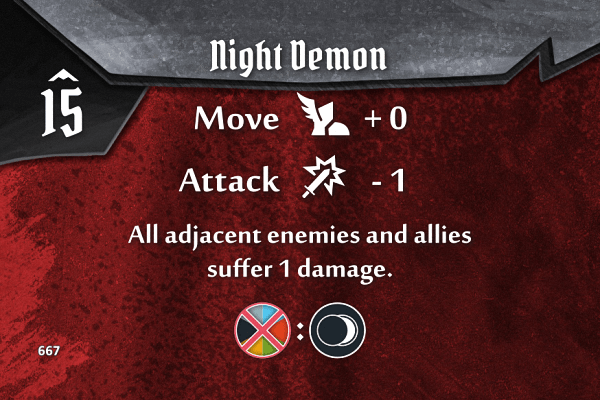 Night Demon
15
Move + 0
Attack - 1
All adjacent enemies and allies
suffer 1 damage.
:
667